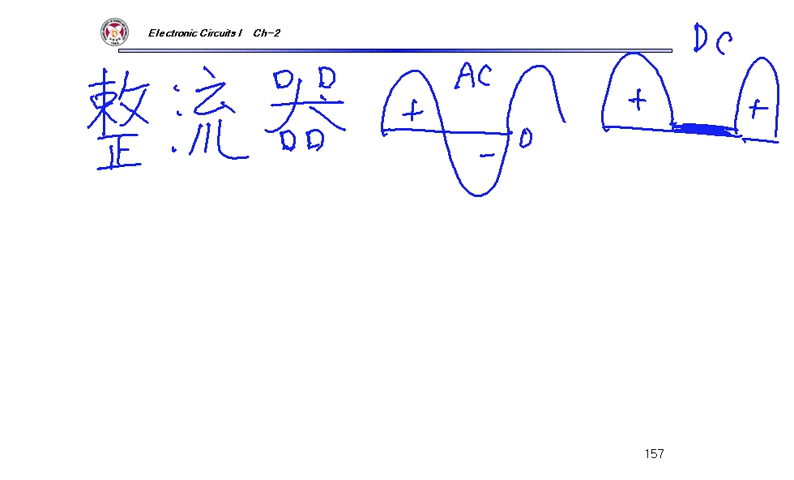 Electronic Circuits I Ch-2
整流器
AC
DC
+
-
0
+
+
157